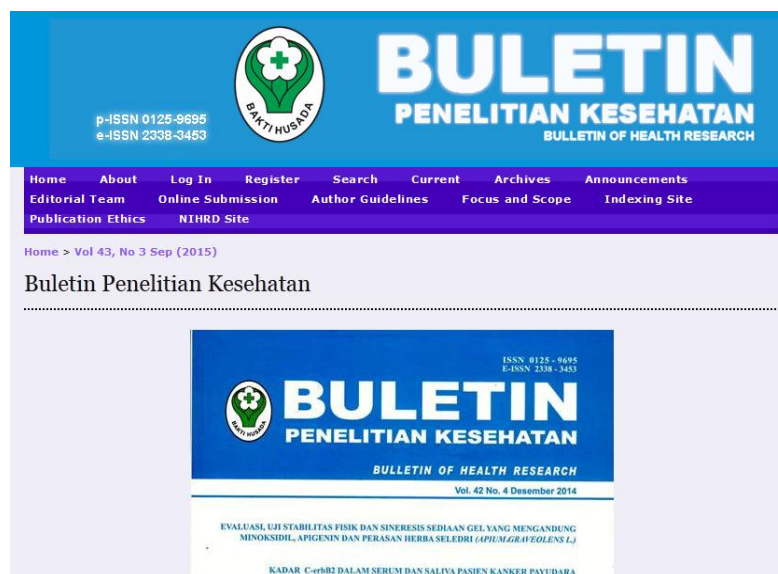 BAKTI HUSADA
BULETIN
PENELITIAN KESEHATAN
BULLETIN OF HEALTH RESEARCH
p-ISSN 0125-9695
e-ISSN 2338-3453
Home About Log In Register Search Current Archives Announcements
Editorial Team Online Submission Author Guidelines Focus and Scope Indexing Site
Publication Ethics NIHRD Site
Home > Vol 43, No 3 Sep (2015)
Buletin Penelitian Kesehatan
ISSN 0125 - 9695
E-ISSN 2338 - 3453
BAKTI HUSADA
BULETIN
PENELITIAN KESEHATAN
BULLETIN OF HEALTH RESEARCH
Vol. 42 No. 4 Desember 2014
EVALUASI, UJI STABILITAS FISIK DAN SINERESIS SEDIAAN GEL YANG MENGANDUNG
MINOKSIDIL, APIGENIN DAN PERASAN HERBA SELEDRI (APIUM GRAVEOLENS L.)
KADAR C-erbB2 DALAM SERUM DAN SALIVA PASIEN KANKER PAYUDARA